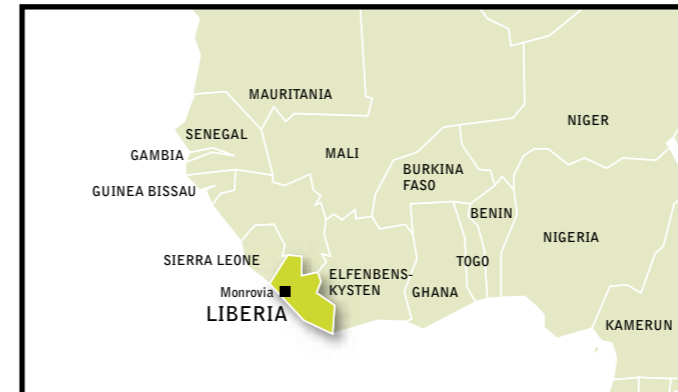 MAURITANIA
NIGER
SENEGAL
MALI
GAMBIA
BURKINA
FASO
GUINEA BISSAU
BENIN
NIGERIA
SIERRA LEONE
TOGO
ELFENBENS-
KYSTEN
GHANA
Monrovia
LIBERIA
KAMERUN